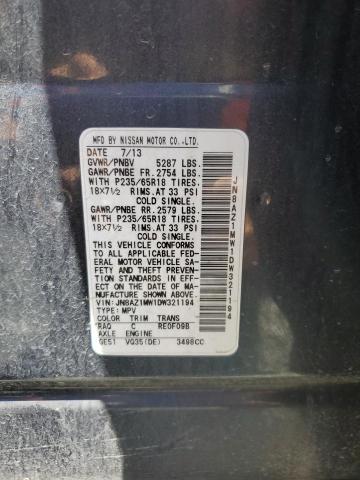 MFD BY NISSAN MOTOR CO.,LTD.
DATE 7/13
GVWR/PNBV 5287 LBS.
GAWR/PNBE FR. 2754 LBS.
WITH P235/65R18 TIRES.
18X7½ RIMS.AT 33 PSI
COLD SINGLE.
GAWR/PNBE RR. 2579 LBS.
WITH P235/65R18 TIRES.
18X7½ RIMS.AT 33 PSI
COLD SINGLE.
THIS VEHICLE CONFORMS
TO ALL APPLICABLE FED-
ERAL MOTOR VEHICLE SA-
FETY AND THEFT PREVEN-
TION STANDARDS IN EFF-
ECT ON THE DATE OF MA-
NUFACTURE SHOWN ABOVE.
VIN: JN8AZ1MW1DW321194
TYPE: MPV
COLOR TRIM TRANS
RAQ C RE0F09B
AXLE ENGINE
GE51 VQ35(DE) 3498CC
JN8AZ1MW1DW321194